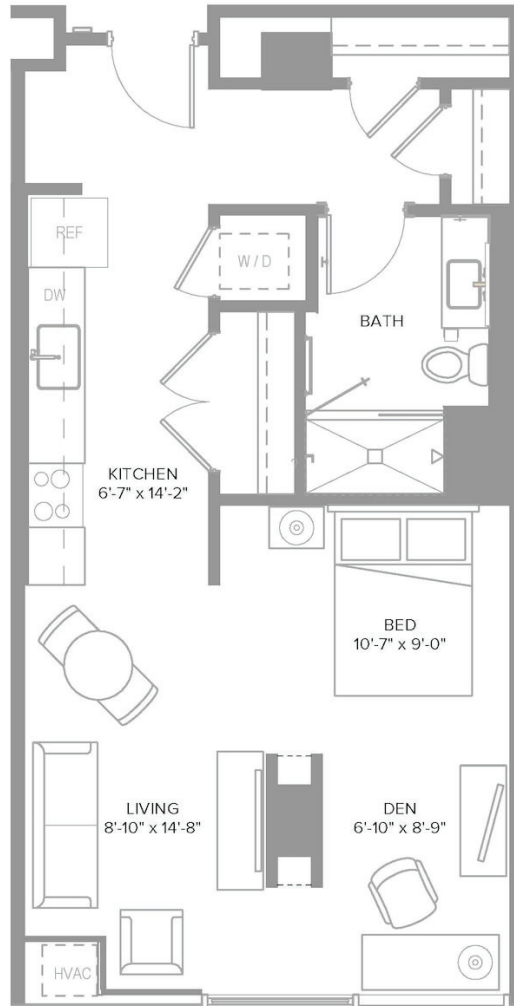 REF
W / D
DW
BATH
KITCHEN
6'-7" x 14'-2"
BED
10'-7" x 9'-0"
LIVING
8'-10" x 14'-8"
DEN
6'-10" x 8'-9"
HVAC